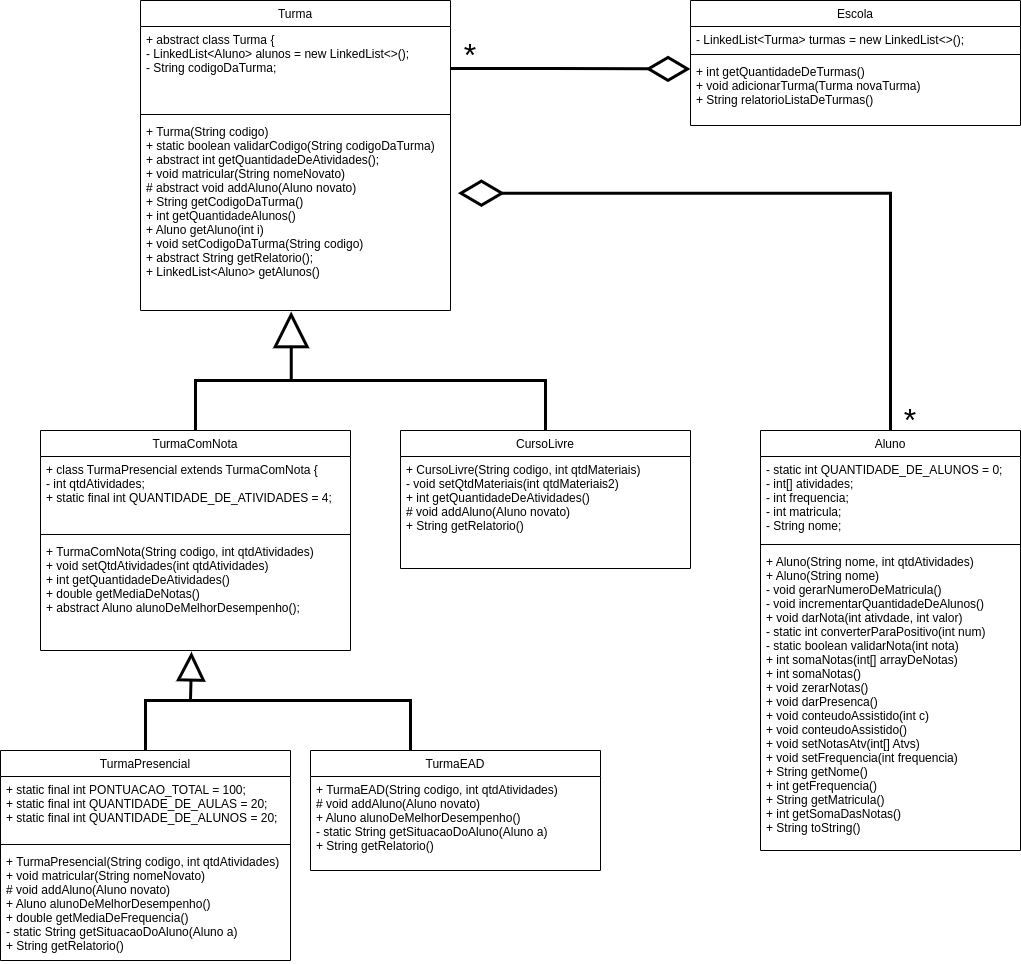 Turma
+ abstract class Turma {
- LinkedList<Aluno> alunos = new LinkedList<>();
- String codigoDaTurma;
+ Turma(String codigo)
+ static boolean validarCodigo(String codigoDaTurma)
+ abstract int getQuantidadeDeAtividades();
+ void matricular(String nomeNovato)
# abstract void addAluno(Aluno novato)
+ String getCodigoDaTurma()
+ int getQuantidadeAlunos()
+ Aluno getAluno(int i)
+ void setCodigoDaTurma(String codigo)
+ abstract String getRelatorio();
+ LinkedList<Aluno> getAlunos()
*
Escola
- LinkedList<Turma> turmas = new LinkedList<>();
+ int getQuantidadeDeTurmas()
+ void adicionarTurma(Turma novaTurma)
+ String relatorioListaDeTurmas()
TurmaComNota
+ class TurmaPresencial extends TurmaComNota {
- int qtdAtividades;
+ static final int QUANTIDADE_DE_ATIVIDADES = 4;
+ TurmaComNota(String codigo, int qtdAtividades)
+ void setQtdAtividades(int qtdAtividades)
+ int getQuantidadeDeAtividades()
+ double getMediaDeNotas()
+ abstract Aluno alunoDeMelhorDesempenho();
CursoLivre
+ CursoLivre(String codigo, int qtdMateriais)
- void setQtdMateriais(int qtdMateriais2)
+ int getQuantidadeDeAtividades()
# void addAluno(Aluno novato)
+ String getRelatorio()
*
Aluno
- static int QUANTIDADE_DE_ALUNOS = 0;
- int[] atividades;
- int frequencia;
- int matricula;
- String nome;
+ Aluno(String nome, int qtdAtividades)
+ Aluno(String nome)
- void gerarNumeroDeMatricula()
- void incrementarQuantidadeDeAlunos()
+ void darNota(int ativdade, int valor)
- static int converterParaPositivo(int num)
- static boolean validarNota(int nota)
+ int somaNotas(int[] arrayDeNotas)
+ int somaNotas()
+ void zerarNotas()
+ void darPresenca()
+ void conteudoAssistido(int c)
+ void conteudoAssistido()
+ void setNotasAtv(int[] Atvs)
+ void setFrequencia(int frequencia)
+ String getNome()
+ int getFrequencia()
+ String getMatricula()
+ int getSomaDasNotas()
+ String toString()
TurmaPresencial
+ static final int PONTUACAO_TOTAL = 100;
+ static final int QUANTIDADE_DE_AULAS = 20;
+ static final int QUANTIDADE_DE_ALUNOS = 20;
+ TurmaPresencial(String codigo, int qtdAtividades)
+ void matricular(String nomeNovato)
# void addAluno(Aluno novato)
+ Aluno alunoDeMelhorDesempenho()
+ double getMediaDeFrequencia()
- static String getSituacaoDoAluno(Aluno a)
+ String getRelatorio()
TurmaEAD
+ TurmaEAD(String codigo, int qtdAtividades)
# void addAluno(Aluno novato)
+ Aluno alunoDeMelhorDesempenho()
- static String getSituacaoDoAluno(Aluno a)
+ String getRelatorio()